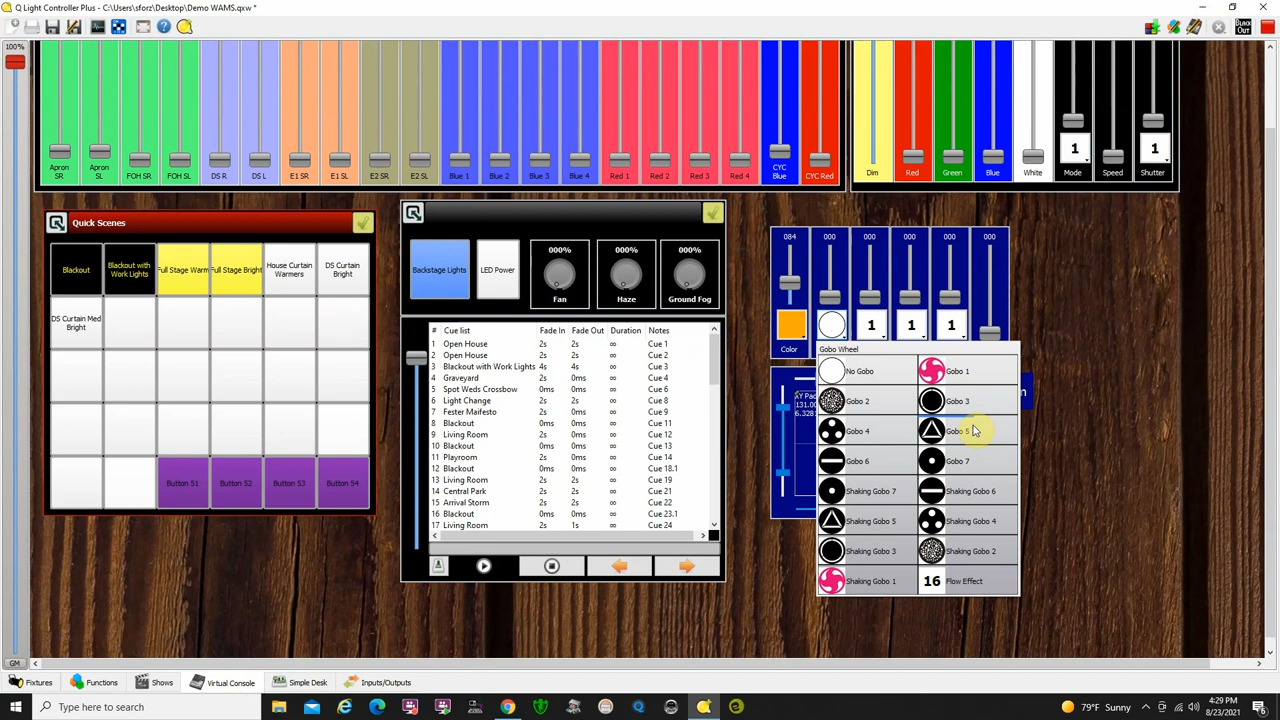 Q Light Controller Plus - C:\Users\sforz\Desktop\Demo WAMS.qxw *
100%
Apron SR
Apron SL
FOH SR
FOH SL
DS R
DS L
E1 SR
E1 SL
E2 SR
E2 SL
Blue 1
Blue 2
Blue 3
Blue 4
Red 1
Red 2
Red 3
Red 4
CYC Blue
CYC Red
Dim
Red
Green
Blue
White
1
Mode
Speed
1
Shutter
BLACK OUT
Quick Scenes
Blackout
Blackout with Work Lights
Full Stage Warm
Full Stage Bright
House Curtain Warmers
DS Curtain Bright
DS Curtain Med Bright
Button 51
Button 52
Button 53
Button 54
Backstage Lights
LED Power
000%
Fan
000%
Haze
000%
Ground Fog
# Cue list Fade In Fade Out Duration Notes
1 Open House 2s 2s ∞ Cue 1
2 Open House 2s 2s ∞ Cue 2
3 Blackout with Work Lights 4s 4s ∞ Cue 3
4 Graveyard 2s 2s ∞ Cue 4
5 Spot Weds Crossbow 0ms 0ms ∞ Cue 6
6 Light Change 2s 2s ∞ Cue 8
7 Fester Maifesto 2s 2s ∞ Cue 9
8 Blackout 0ms 0ms ∞ Cue 11
9 Living Room 2s 2s ∞ Cue 12
10 Blackout 0ms 0ms ∞ Cue 13
11 Playroom 2s 2s ∞ Cue 14
12 Blackout 0ms 0ms ∞ Cue 18.1
13 Living Room 2s 2s ∞ Cue 19
14 Central Park 2s 2s ∞ Cue 21
15 Arrival Storm 2s 2s ∞ Cue 22
16 Blackout 0ms 0ms ∞ Cue 23.1
17 Living Room 2s 1s ∞ Cue 24
084 000 000 000 000 000
1 1 1
Color
XY Pad
131.00
6.328
Gobo Wheel
No Gobo
Gobo 1
Gobo 2
Gobo 3
Gobo 4
Gobo 5
Gobo 6
Gobo 7
Shaking Gobo 7
Shaking Gobo 6
Shaking Gobo 5
Shaking Gobo 4
Shaking Gobo 3
Shaking Gobo 2
Shaking Gobo 1
16 Flow Effect
GM
Fixtures
Functions
Shows
Virtual Console
Simple Desk
Inputs/Outputs
Type here to search
79°F Sunny
4:29 PM
8/23/2021